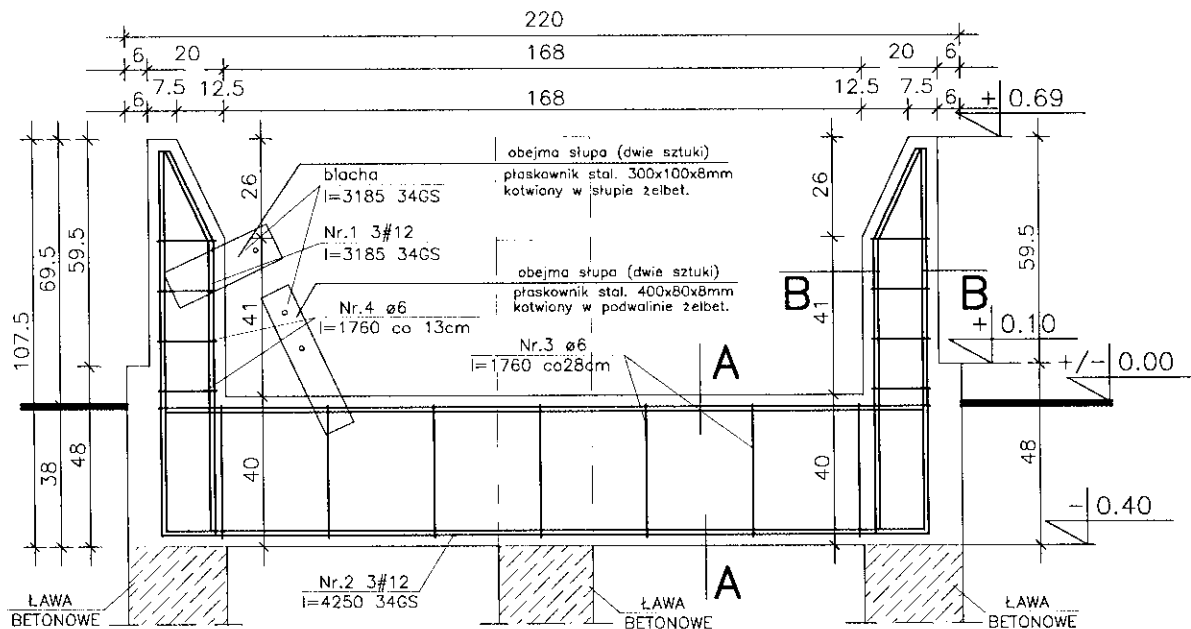 220
6 20 168 20 6
6 7.5 12.5 168 12.5 7.5 6
+ 0.69
obejma słupa (dwie sztuki)
płaskownik stal. 300x100x8mm
kotwiony w słupie żelbet.
blacha
l=3185 34GS
Nr.1 3#12
l=3185 34GS
26
26
59.5
69.5
107.5
59.5
obejma słupa (dwie sztuki)
płaskownik stal. 400x80x8mm
kotwiony w podwalinie żelbet.
B B
41
41
Nr.4 ø6
l=1760 co 13cm
Nr.3 ø6
l=1760 co28cm
A
+ 0.10
+/- 0.00
38
48
40
40
48
- 0.40
A
Nr.2 3#12
l=4250 34GS
ŁAWA
BETONOWE
ŁAWA
BETONOWE
ŁAWA
BETONOWE